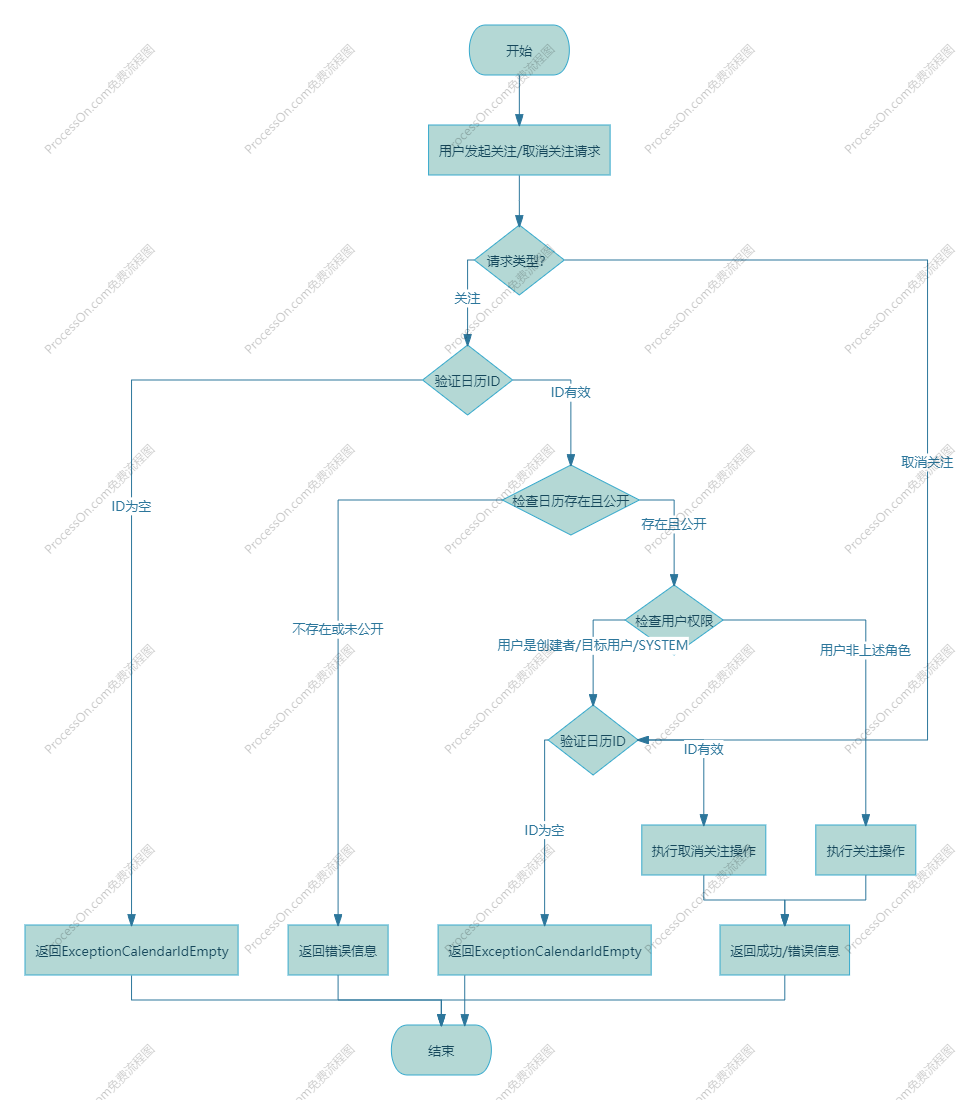 开始
用户发起关注/取消关注请求
请求类型?
关注
验证日历ID
ID有效
取消关注
检查日历存在且公开
ID为空
存在且公开
检查用户权限
不存在或未公开
用户是创建者/目标用户/SYSTEM
用户非上述角色
验证日历ID
ID有效
ID为空
执行取消关注操作
执行关注操作
返回ExceptionCalendarIdEmpty
返回错误信息
返回ExceptionCalendarIdEmpty
返回成功/错误信息
结束
ProcessOn.com免费流程图